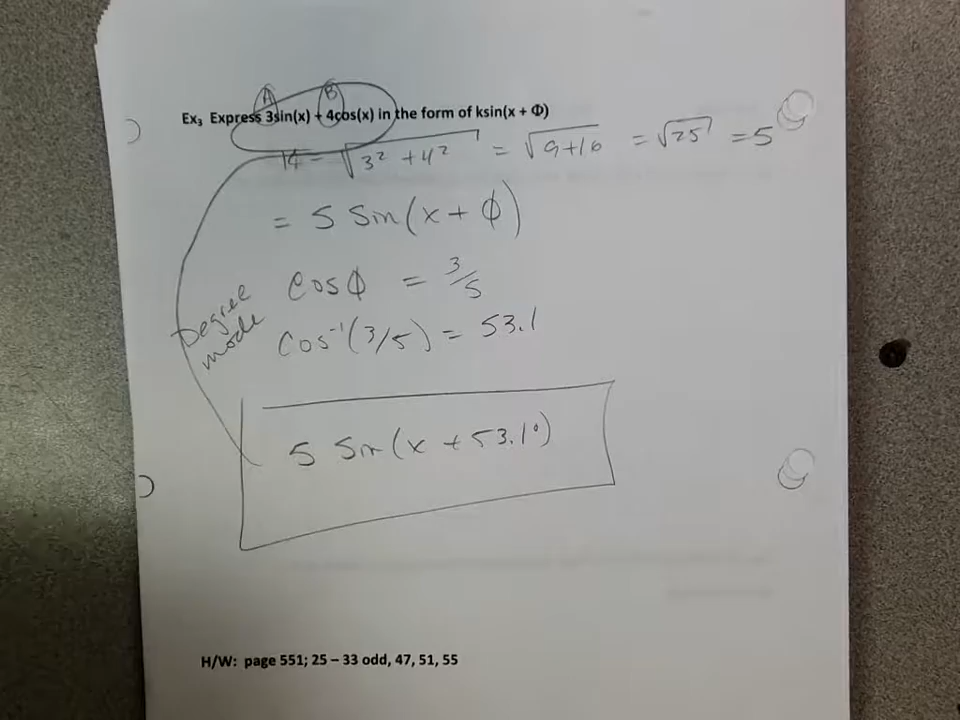 A B
Ex₃ Express 3sin(x) + 4cos(x) in the form of ksin(x + Φ)
K = √3² + 4² = √9+16 = √25 = 5
= 5 Sin(x + ϕ)
Cosϕ = 3/5
Degree mode
Cos⁻¹(3/5) = 53.1
5 Sin(x + 53.1°)
H/W: page 551; 25 – 33 odd, 47, 51, 55